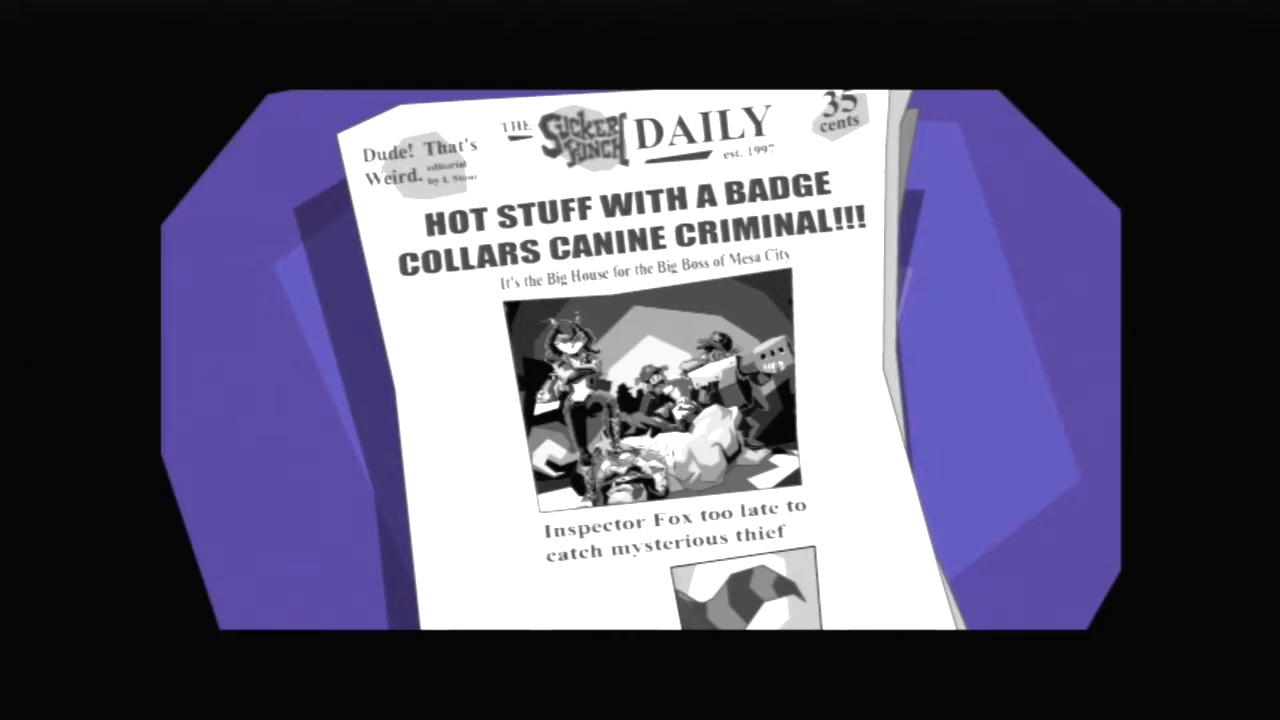 Dude! That's
Weird. editorial
by
THE SUCKER PUNCH DAILY
est. 1997
35
cents
HOT STUFF WITH A BADGE
COLLARS CANINE CRIMINAL!!!
It's the Big House for the Big Boss of Mesa City
Inspector Fox too late to
catch mysterious thief